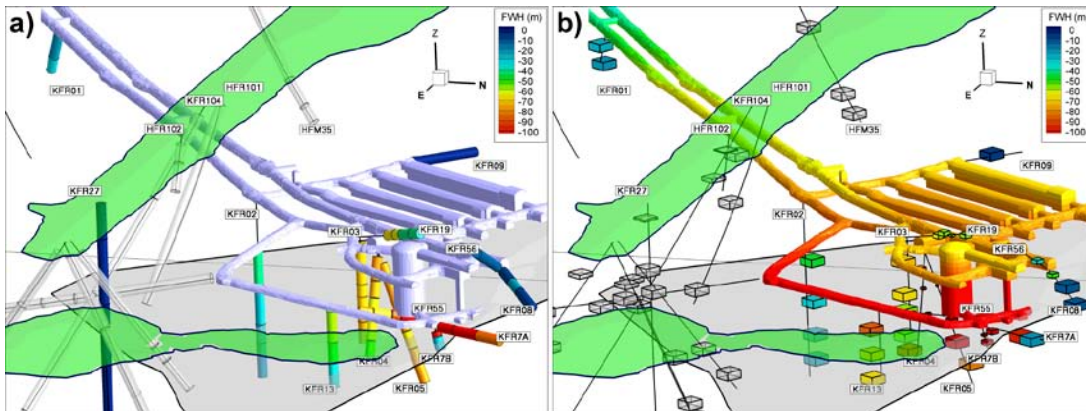 a)
FWH (m)
0
-10
-20
-30
-40
-50
-60
-70
-80
-90
-100
Z
N
E
KFR01
HFR101
KFR104
HFR102
HFM35
KFR09
KFR27
KFR02
KFR03
KFR19
KFR56
KFR55
KFR08
KFR7A
KFR7B
KFR04
KFR13
KFR05
b)
FWH (m)
0
-10
-20
-30
-40
-50
-60
-70
-80
-90
-100
Z
N
E
KFR01
HFR101
KFR104
HFR102
HFM35
KFR09
KFR27
KFR02
KFR03
KFR19
KFR56
KFR55
KFR08
KFR7A
KFR7B
KFR04
KFR13
KFR05